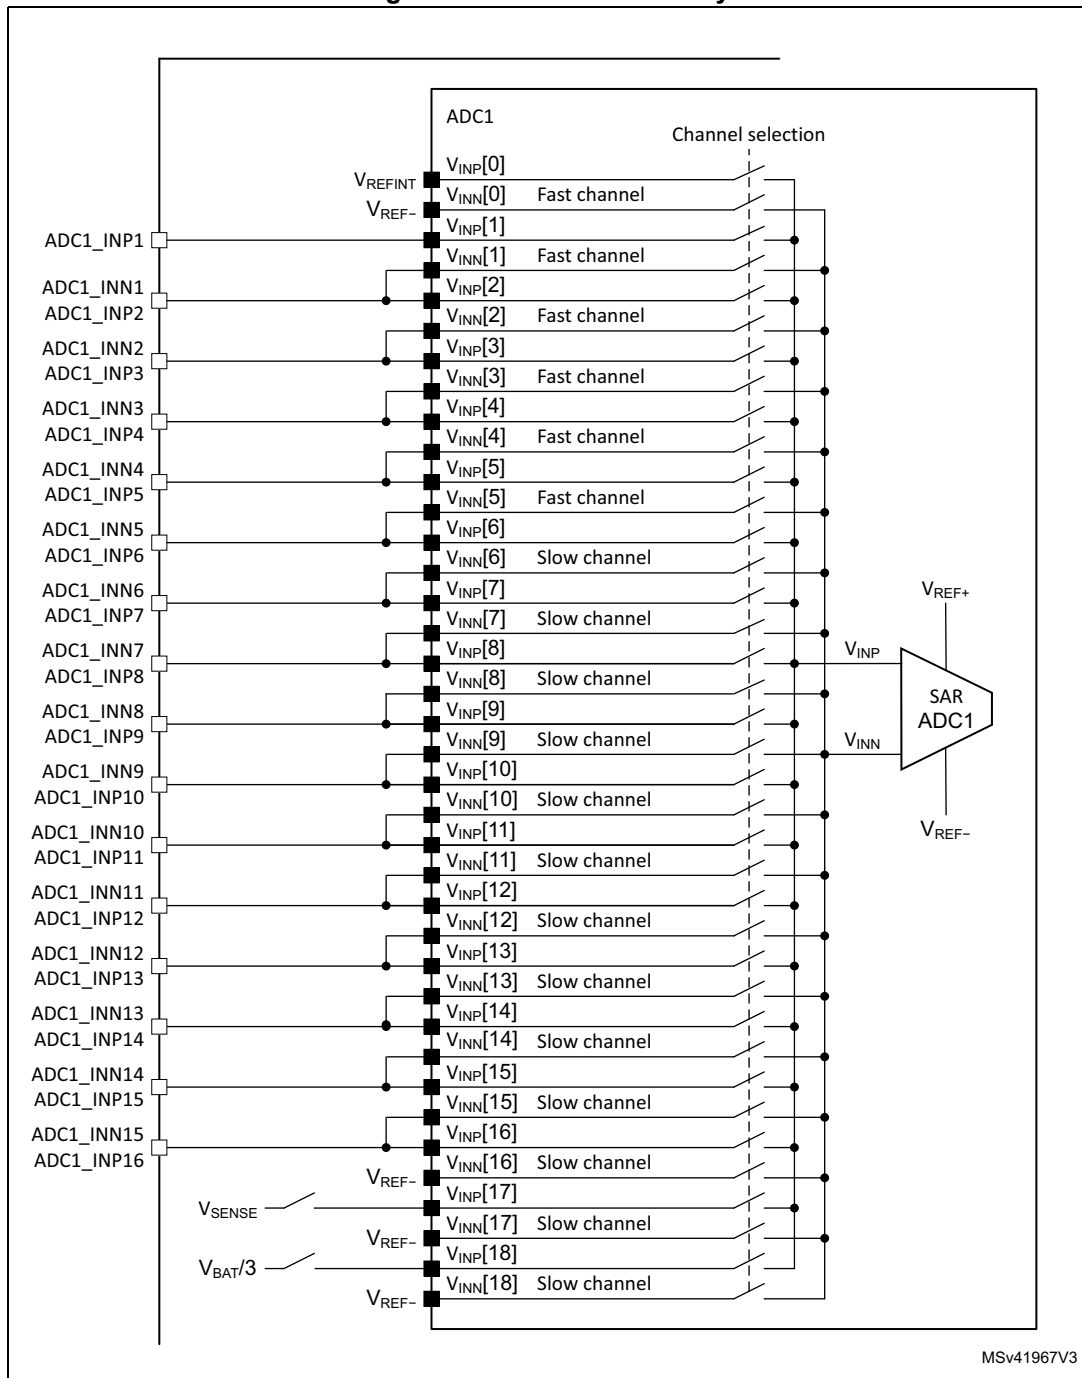 ADC1
Channel selection
VINP[0]
VREFINT
VINN[0] Fast channel
VREF−
VINP[1]
ADC1_INP1
VINN[1] Fast channel
ADC1_INN1
VINP[2]
ADC1_INP2
VINN[2] Fast channel
ADC1_INN2
VINP[3]
ADC1_INP3
VINN[3] Fast channel
ADC1_INN3
VINP[4]
ADC1_INP4
VINN[4] Fast channel
ADC1_INN4
VINP[5]
ADC1_INP5
VINN[5] Fast channel
ADC1_INN5
VINP[6]
ADC1_INP6
VINN[6] Slow channel
ADC1_INN6
VINP[7]
ADC1_INP7
VINN[7] Slow channel
ADC1_INN7
VINP[8]
ADC1_INP8
VINN[8] Slow channel
ADC1_INN8
VINP[9]
ADC1_INP9
VINN[9] Slow channel
ADC1_INN9
VINP[10]
ADC1_INP10
VINN[10] Slow channel
ADC1_INN10
VINP[11]
ADC1_INP11
VINN[11] Slow channel
ADC1_INN11
VINP[12]
ADC1_INP12
VINN[12] Slow channel
ADC1_INN12
VINP[13]
ADC1_INP13
VINN[13] Slow channel
ADC1_INN13
VINP[14]
ADC1_INP14
VINN[14] Slow channel
ADC1_INN14
VINP[15]
ADC1_INP15
VINN[15] Slow channel
ADC1_INN15
VINP[16]
ADC1_INP16
VINN[16] Slow channel
VREF−
VINP[17]
VSENSE
VINN[17] Slow channel
VREF−
VINP[18]
VBAT/3
VINN[18] Slow channel
VREF−
VREF+
VINP
SAR
ADC1
VINN
VREF−
MSv41967V3